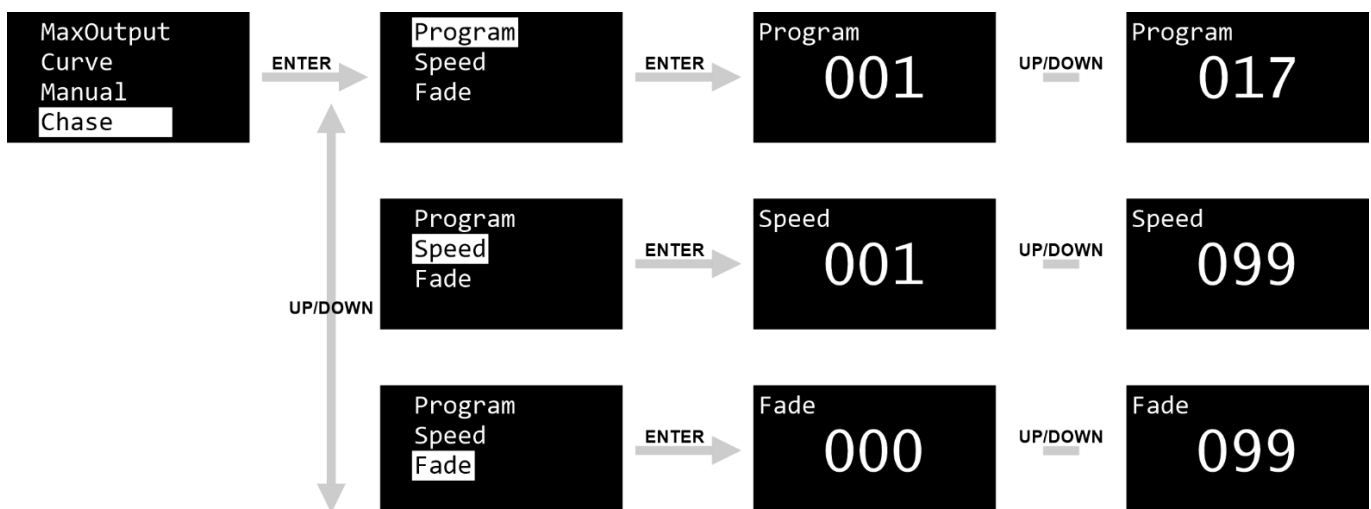 MaxOutput
Curve
Manual
Chase
ENTER
Program
Speed
Fade
ENTER
Program
001
UP/DOWN
Program
017
UP/DOWN
Program
Speed
Fade
ENTER
Speed
001
UP/DOWN
Speed
099
Program
Speed
Fade
ENTER
Fade
000
UP/DOWN
Fade
099